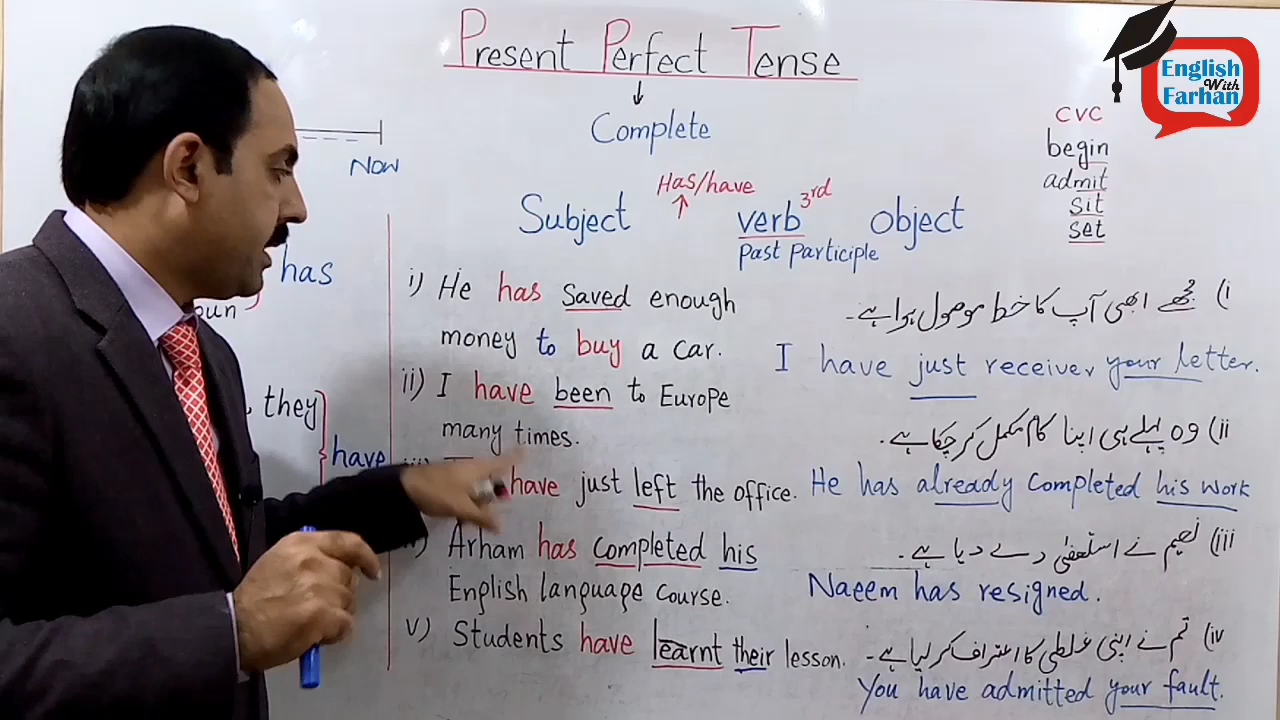 Present Perfect Tense
Complete
English
With
Farhan
CVC
begin
admit
sit
set
Now
has
they
have
Has/have
Subject verb 3rd object
Past Participle
i) He has saved enough
money to buy a car.
ii) I have been to Europe
many times.
have just left the office.
Arham has completed his
English language course.
v) Students have learnt their lesson.
i) مجھے ابھی آپ کا خط موصول ہوا ہے۔
I have just receiver your letter.
ii) وہ پہلے ہی اپنا کام مکمل کر چکا ہے۔
He has already completed his work
iii) نعیم نے استعفیٰ دے دیا ہے۔
Naeem has resigned.
iv) تم نے اپنی غلطی کا اعتراف کر لیا ہے۔
You have admitted your fault.